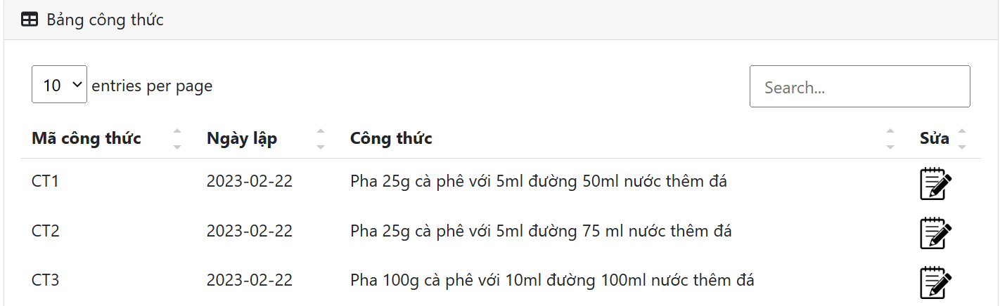 Bảng công thức
10 entries per page
Search...
Mã công thức Ngày lập Công thức Sửa
CT1 2023-02-22 Pha 25g cà phê với 5ml đường 50ml nước thêm đá
CT2 2023-02-22 Pha 25g cà phê với 5ml đường 75 ml nước thêm đá
CT3 2023-02-22 Pha 100g cà phê với 10ml đường 100ml nước thêm đá